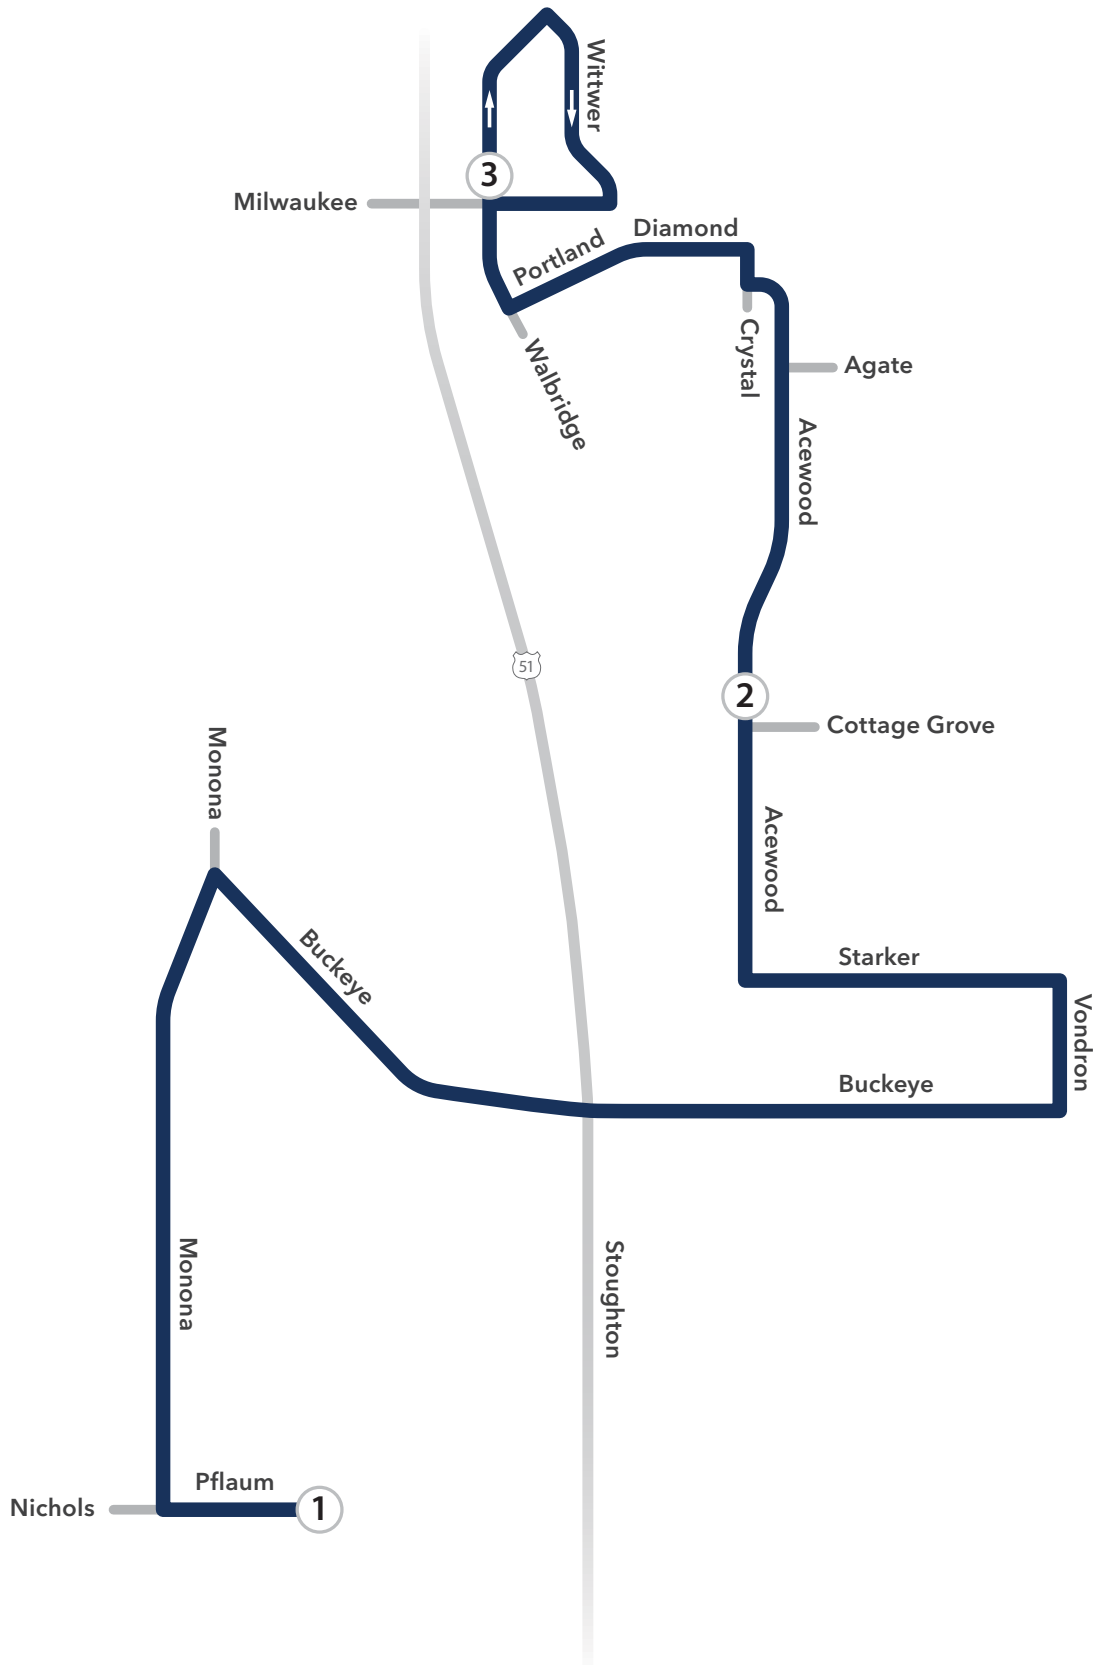 Wittwer
3
Milwaukee
Diamond
Portland
Crystal
Walbridge
Agate
Acewood
51
2
Cottage Grove
Monona
Acewood
Buckeye
Starker
Vondron
Buckeye
Monona
Stoughton
Pflaum
Nichols
1